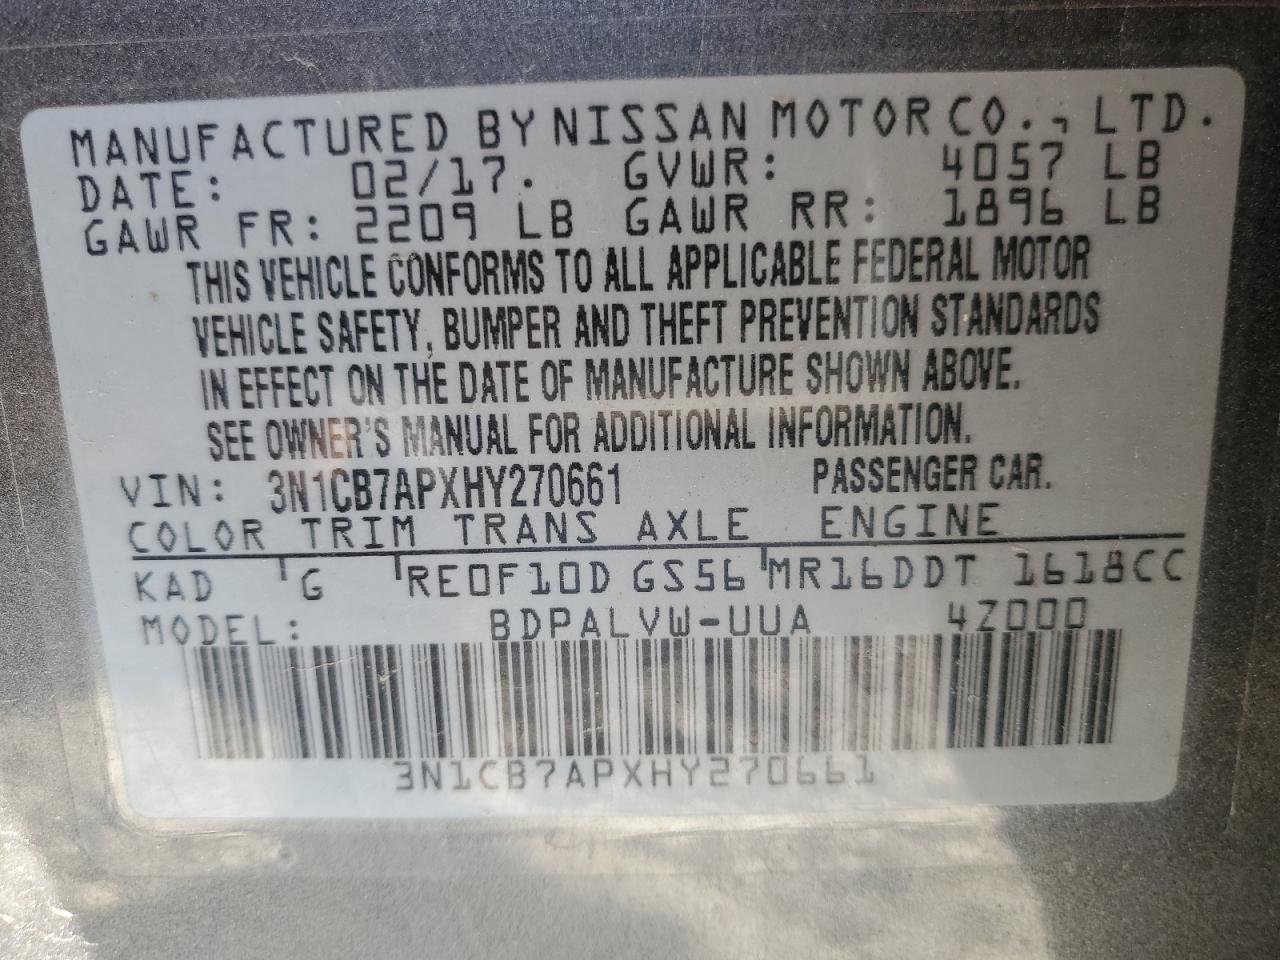 MANUFACTURED BY NISSAN MOTOR CO., LTD.
DATE: 02/17. GVWR: 4057 LB
GAWR FR: 2209 LB GAWR RR: 1896 LB
THIS VEHICLE CONFORMS TO ALL APPLICABLE FEDERAL MOTOR
VEHICLE SAFETY, BUMPER AND THEFT PREVENTION STANDARDS
IN EFFECT ON THE DATE OF MANUFACTURE SHOWN ABOVE.
SEE OWNER'S MANUAL FOR ADDITIONAL INFORMATION.
VIN: 3N1CB7APXHY270661 PASSENGER CAR.
COLOR TRIM TRANS AXLE ENGINE
KAD G RE0F10D GS56 MR16DDT 1618CC
MODEL: BDPALVW-UUA 4Z000
3N1CB7APXHY270661